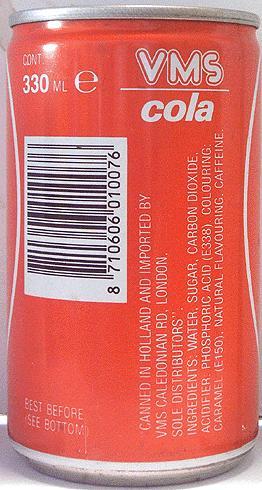 CONT.
330 ML e
VMS
cola
8 710606 010076
CANNED IN HOLLAND AND IMPORTED BY
VMS CALEDONIAN RD. LONDON.
SOLE DISTRIBUTORS"
INGREDIENTS: WATER, SUGAR, CARBON DIOXIDE,
ACIDIFIER PHOSPHORIC ACID (E338) COLOURING:
CARAMEL (E150), NATURAL FLAVOURING, CAFFEINE.
BEST BEFORE
(SEE BOTTOM)